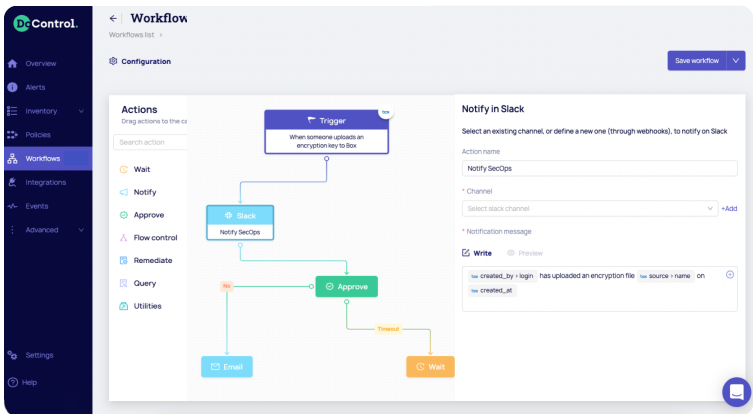 DoControl.
Overview
Alerts
Inventory
Policies
Workflows
Integrations
Events
Advanced
Settings
Help
Workflow
Workflows list >
Configuration
Save workflow
Actions
Drag actions to the ca
Search action
Wait
Notify
Approve
Flow control
Remediate
Query
Utilities
box
Trigger
When someone uploads an
encryption key to Box
Slack
Notify SecOps
No
Approve
Timeout
Email
Wait
Notify in Slack
Select an existing channel, or define a new one (through webhooks), to notify on Slack
Action name
Notify SecOps
* Channel
Select slack channel
+Add
* Notification message
Write
Preview
box created_by > login has uploaded an encryption file box source > name on
box created_at